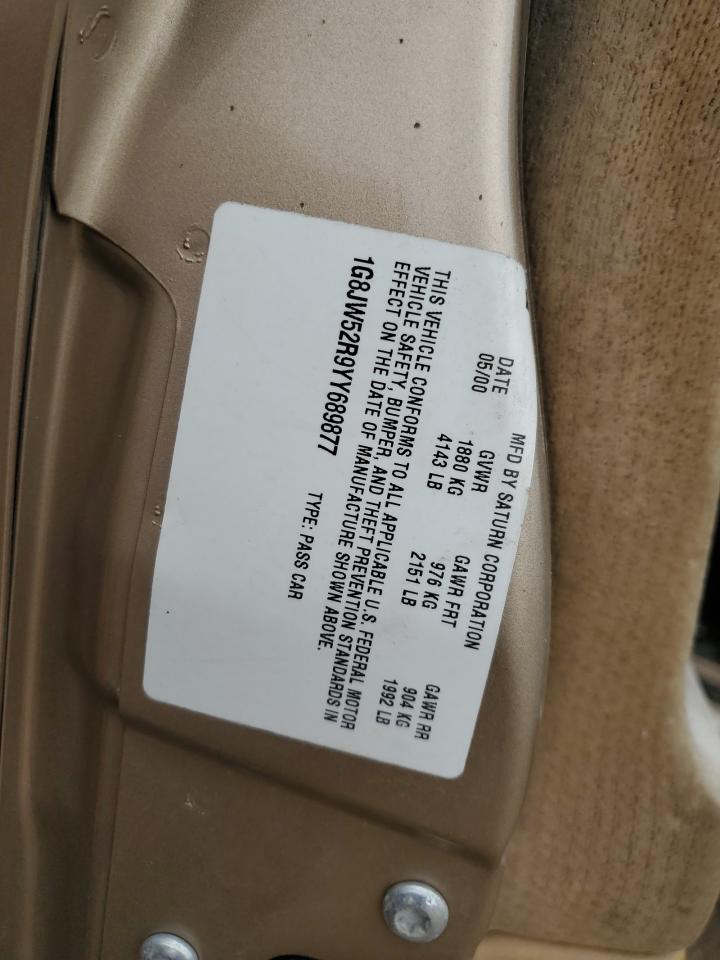 MFD BY SATURN CORPORATION
DATE GVWR GAWR FRT GAWR RR
05/00 1880 KG 976 KG 904 KG
4143 LB 2151 LB 1992 LB
THIS VEHICLE CONFORMS TO ALL APPLICABLE U.S. FEDERAL MOTOR
VEHICLE SAFETY, BUMPER, AND THEFT PREVENTION STANDARDS IN
EFFECT ON THE DATE OF MANUFACTURE SHOWN ABOVE.
1G8JW52R9YY689877 TYPE: PASS CAR